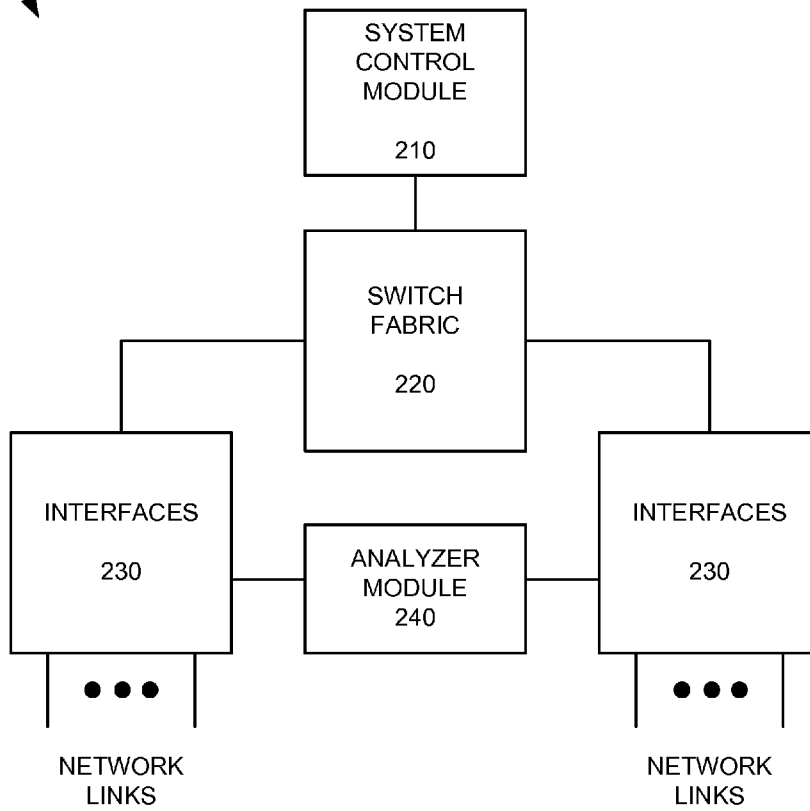 SYSTEM
CONTROL
MODULE
210
SWITCH
FABRIC
220
INTERFACES
230
ANALYZER
MODULE
240
INTERFACES
230
NETWORK
LINKS
NETWORK
LINKS